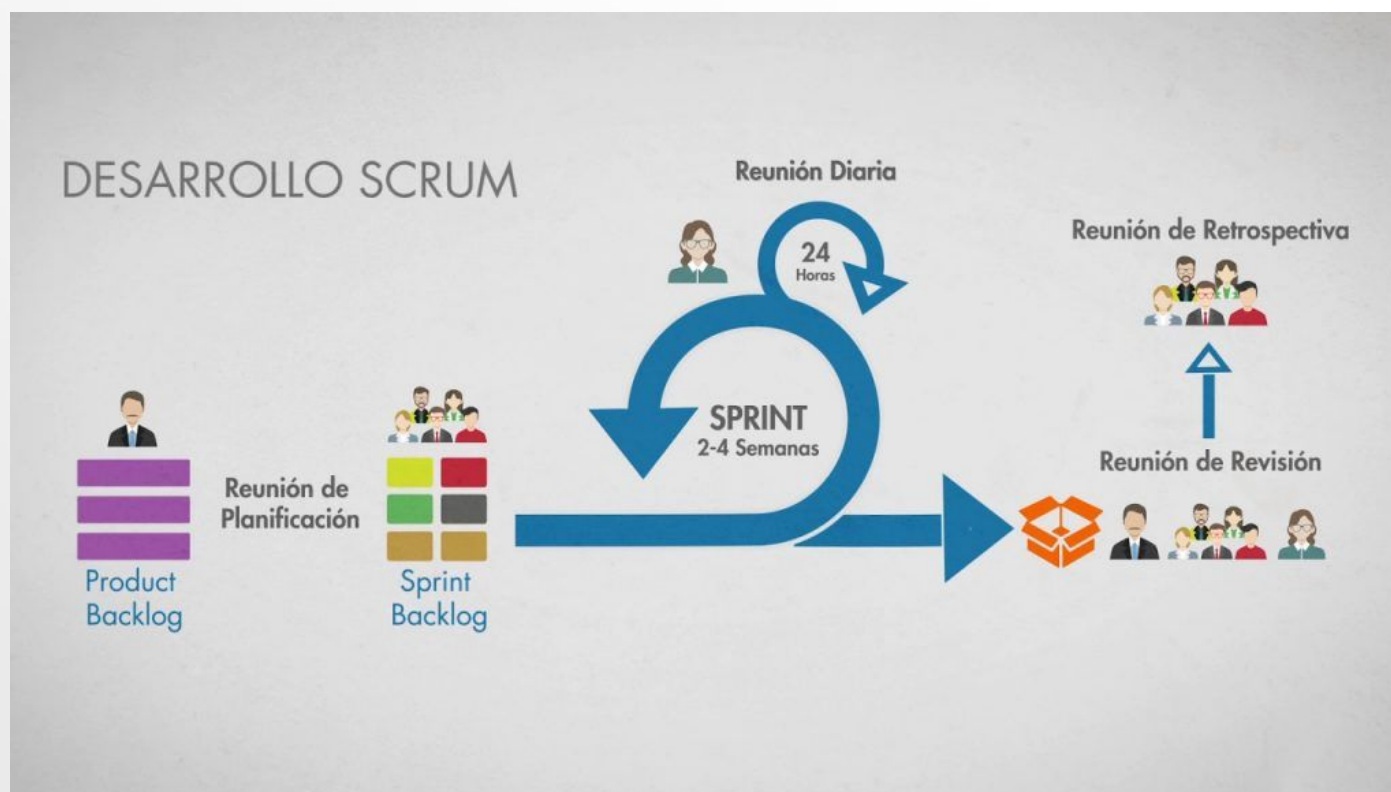 DESARROLLO SCRUM
Reunión Diaria
24
Horas
Reunión de Retrospectiva
SPRINT
2-4 Semanas
Reunión de Revisión
Reunión de
Planificación
Product
Backlog
Sprint
Backlog